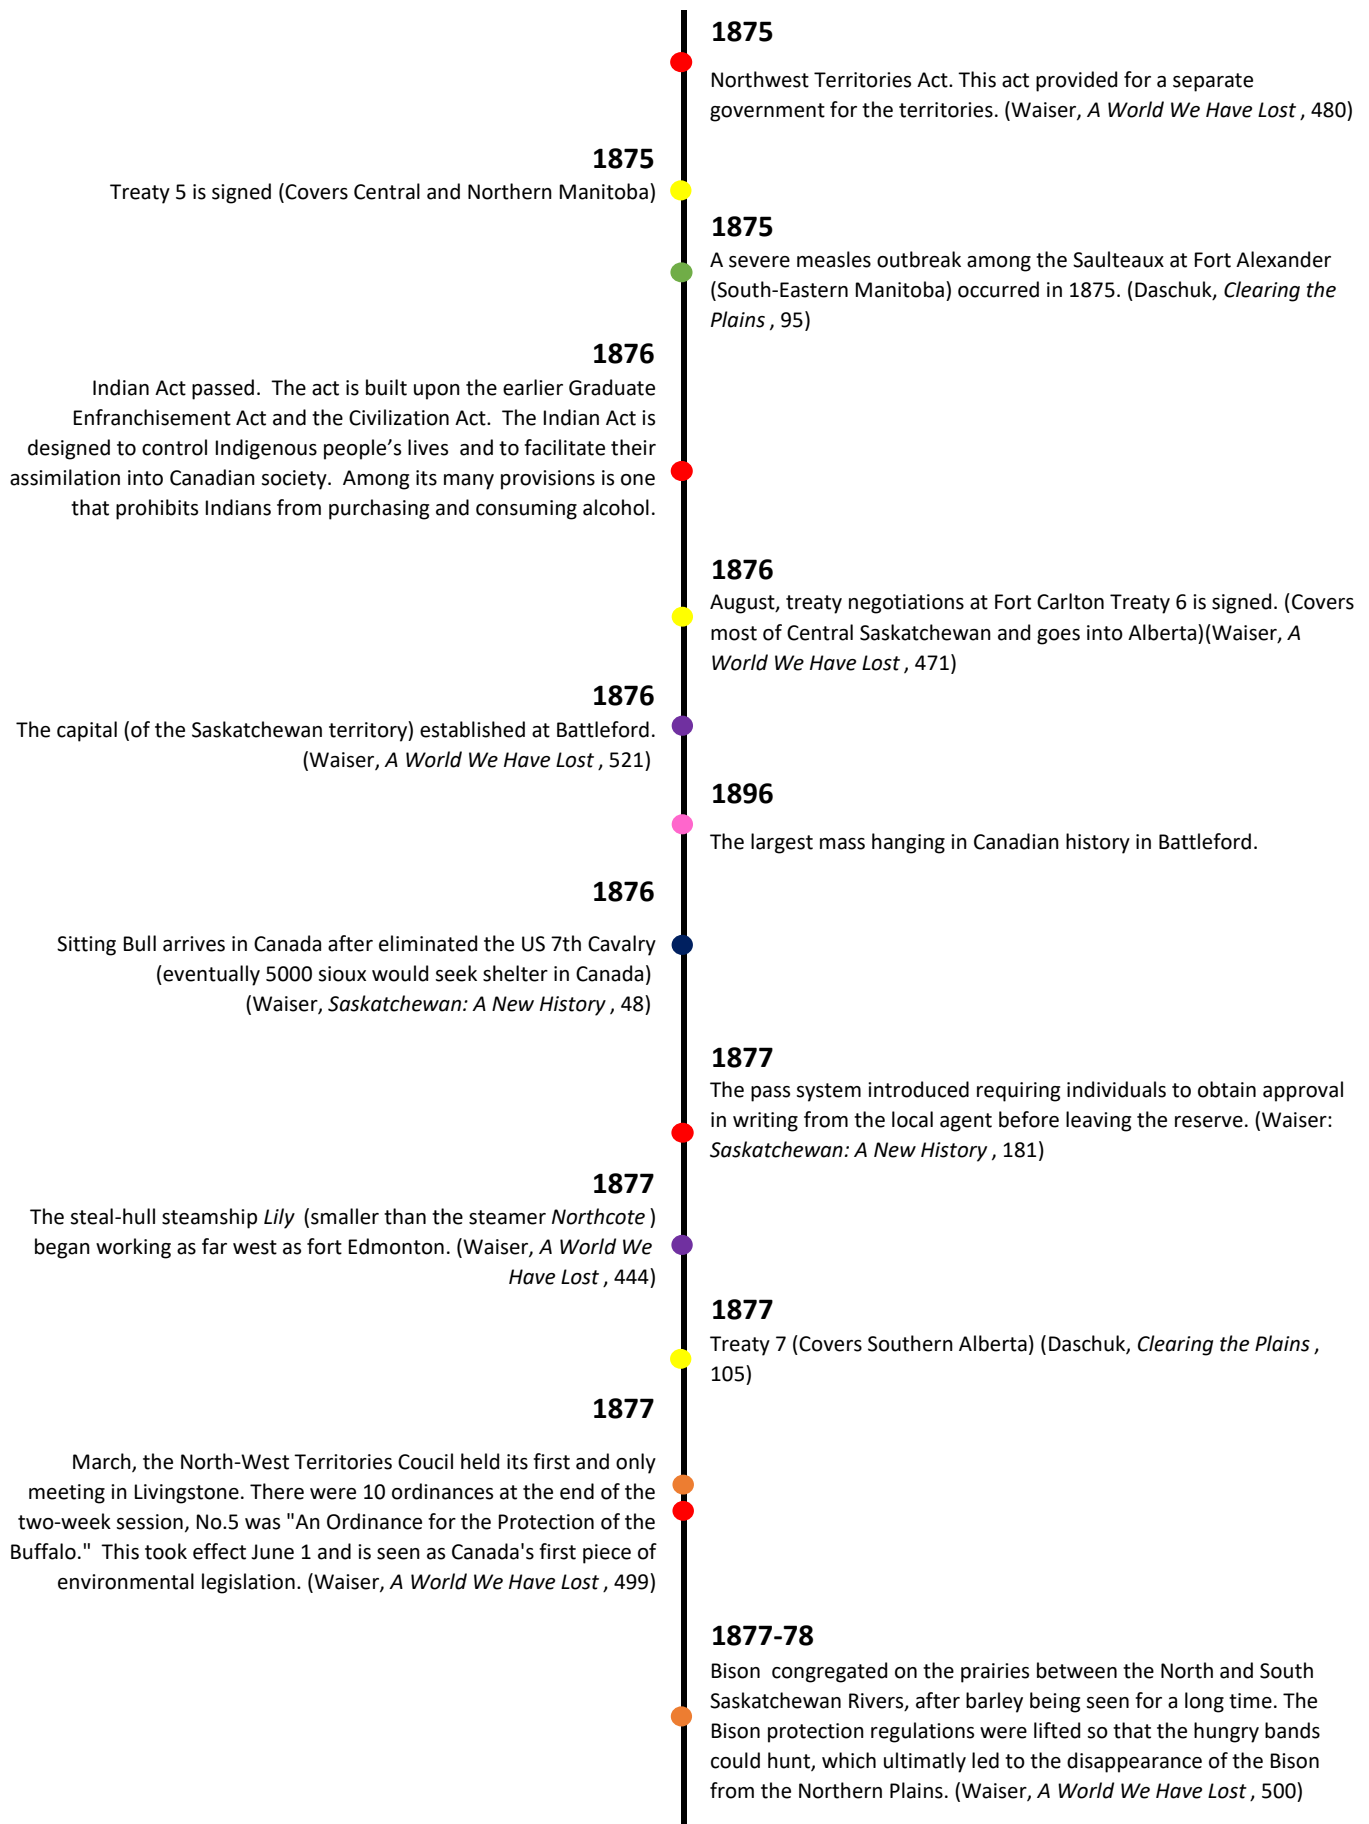 1875
Northwest Territories Act. This act provided for a separate
government for the territories. (Waiser, A World We Have Lost , 480)
1875
Treaty 5 is signed (Covers Central and Northern Manitoba)
1875
A severe measles outbreak among the Saulteaux at Fort Alexander
(South-Eastern Manitoba) occurred in 1875. (Daschuk, Clearing the
Plains , 95)
1876
Indian Act passed.  The act is built upon the earlier Graduate
Enfranchisement Act and the Civilization Act.  The Indian Act is
designed to control Indigenous people’s lives  and to facilitate their
assimilation into Canadian society.  Among its many provisions is one
that prohibits Indians from purchasing and consuming alcohol.
1876
August, treaty negotiations at Fort Carlton Treaty 6 is signed. (Covers
most of Central Saskatchewan and goes into Alberta)(Waiser, A
World We Have Lost , 471)
1876
The capital (of the Saskatchewan territory) established at Battleford.
(Waiser, A World We Have Lost , 521)
1896
The largest mass hanging in Canadian history in Battleford.
1876
Sitting Bull arrives in Canada after eliminated the US 7th Cavalry
(eventually 5000 sioux would seek shelter in Canada)
(Waiser, Saskatchewan: A New History , 48)
1877
The pass system introduced requiring individuals to obtain approval
in writing from the local agent before leaving the reserve. (Waiser:
Saskatchewan: A New History , 181)
1877
The steal-hull steamship Lily  (smaller than the steamer Northcote )
began working as far west as fort Edmonton. (Waiser, A World We
Have Lost , 444)
1877
Treaty 7 (Covers Southern Alberta) (Daschuk, Clearing the Plains ,
105)
1877
March, the North-West Territories Coucil held its first and only
meeting in Livingstone. There were 10 ordinances at the end of the
two-week session, No.5 was "An Ordinance for the Protection of the
Buffalo."  This took effect June 1 and is seen as Canada's first piece of
environmental legislation. (Waiser, A World We Have Lost , 499)
1877-78
Bison  congregated on the prairies between the North and South
Saskatchewan Rivers, after barley being seen for a long time. The
Bison protection regulations were lifted so that the hungry bands
could hunt, which ultimatly led to the disappearance of the Bison
from the Northern Plains. (Waiser, A World We Have Lost , 500)